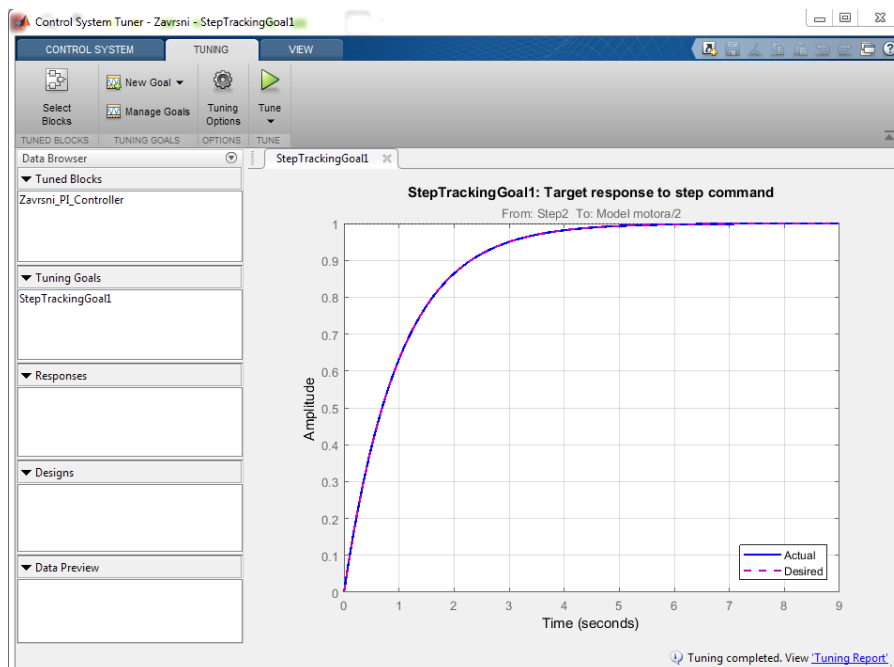 Control System Tuner - Zavrsni - StepTrackingGoal1
CONTROL SYSTEM
TUNING
VIEW
Select
Blocks
New Goal
Manage Goals
Tuning
Options
Tune
TUNED BLOCKS
TUNING GOALS
OPTIONS
TUNE
Data Browser
Tuned Blocks
Zavrsni_PI_Controller
Tuning Goals
StepTrackingGoal1
Responses
Designs
Data Preview
StepTrackingGoal1
StepTrackingGoal1: Target response to step command
From: Step2 To: Model motora/2
Amplitude
1
0.9
0.8
0.7
0.6
0.5
0.4
0.3
0.2
0.1
0
0 1 2 3 4 5 6 7 8 9
Time (seconds)
Actual
Desired
Tuning completed. View 'Tuning Report'